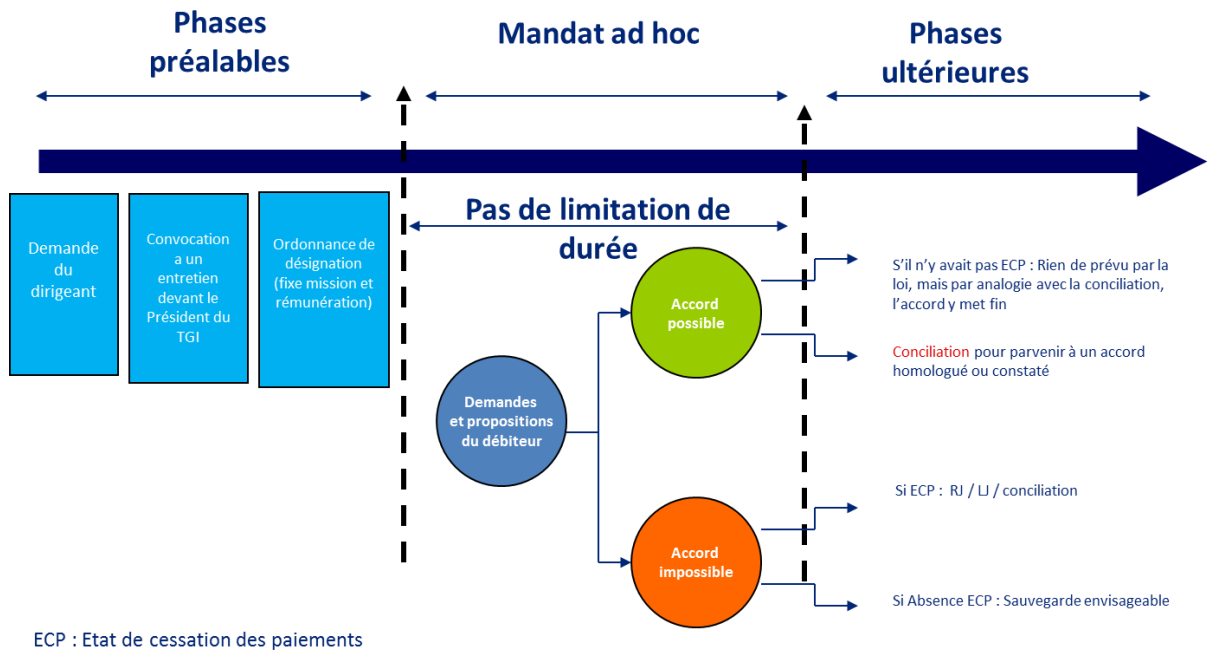 Phases
préalables
Mandat ad hoc
Phases
ultérieures
Demande
du
dirigeant
Convocation
a un
entretien
devant le
Président du
TGI
Ordonnance de
désignation
(fixe mission et
rémunération)
Pas de limitation de
durée
Demandes
et propositions
du débiteur
Accord
possible
Accord
impossible
S’il n’y avait pas ECP : Rien de prévu par la
loi, mais par analogie avec la conciliation,
l’accord y met fin
Conciliation pour parvenir à un accord
homologué ou constaté
Si ECP : RJ / LJ / conciliation
Si Absence ECP : Sauvegarde envisageable
ECP : Etat de cessation des paiements